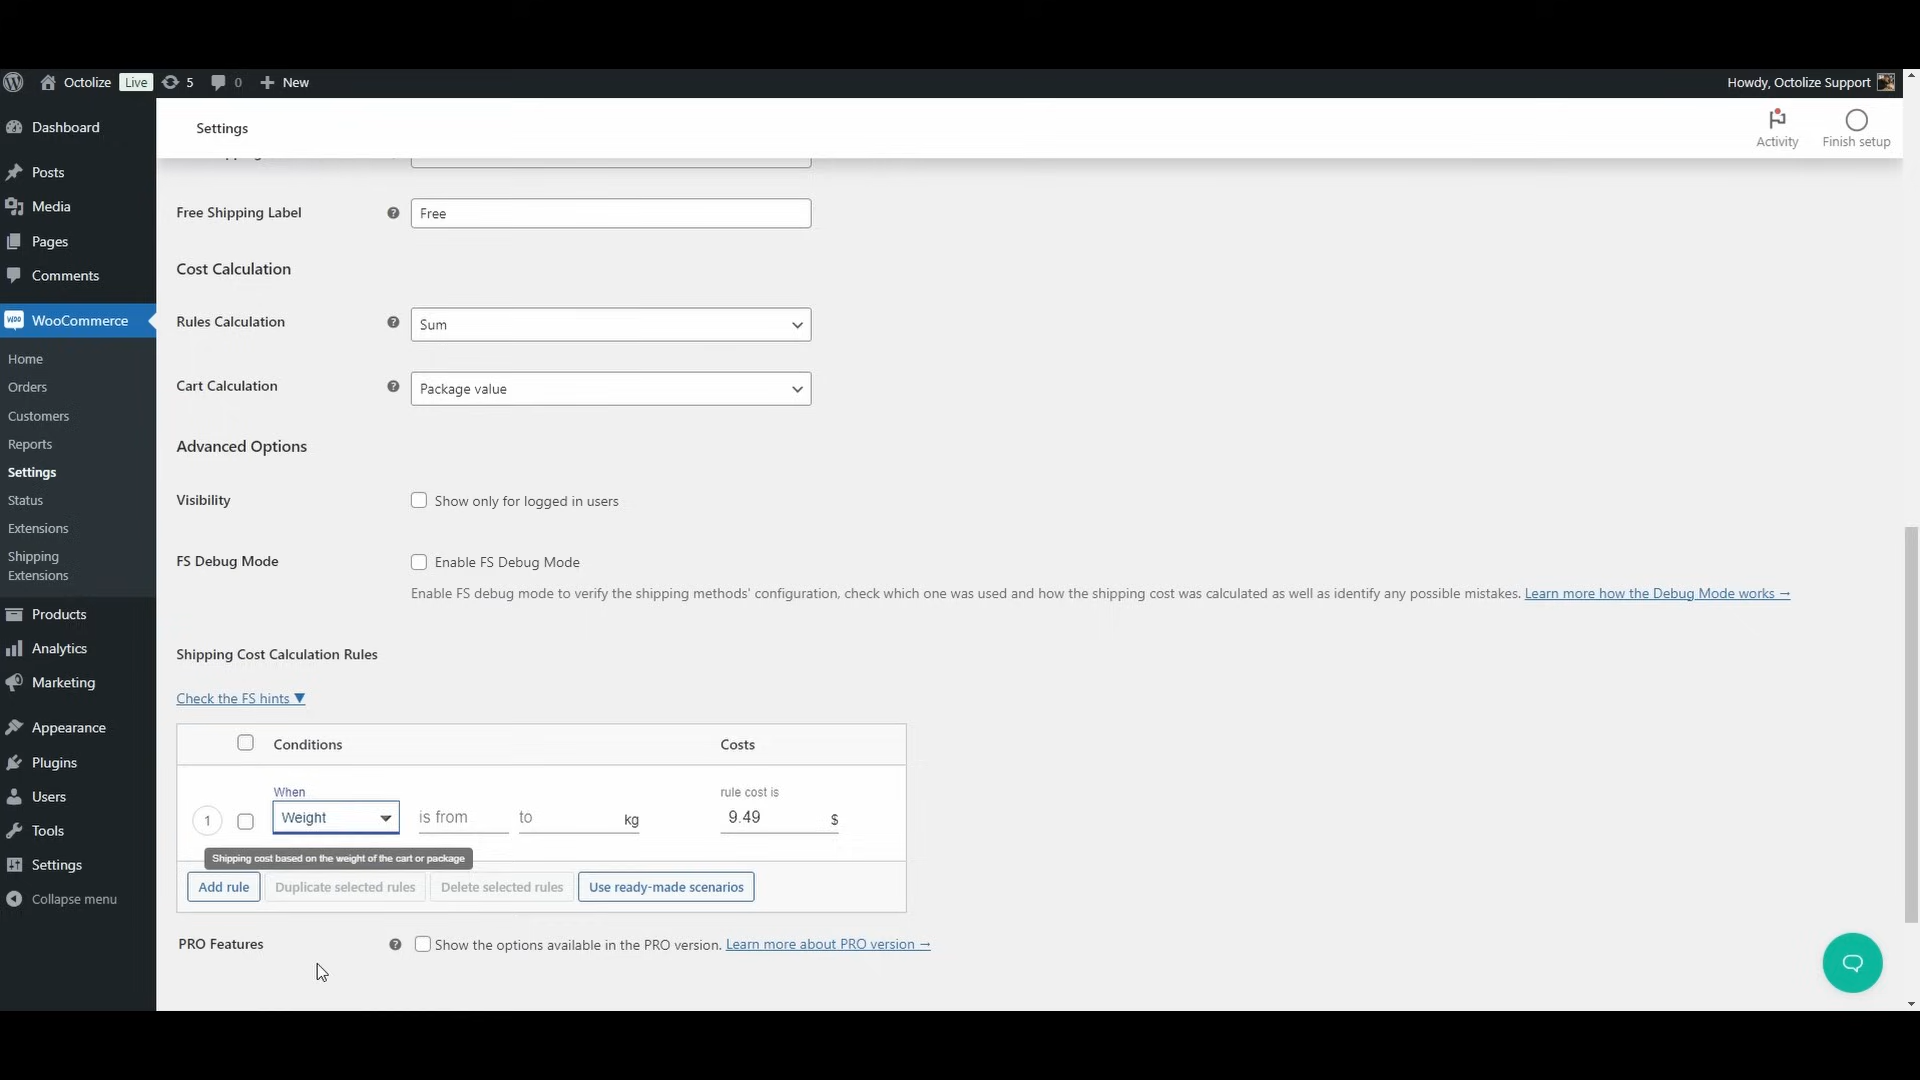 Octolize Live 5 0 New Howdy, Octolize Support
Settings
Activity
Finish setup
Dashboard
Posts
Media
Pages
Comments
WOO WooCommerce
Home
Orders
Customers
Reports
Settings
Status
Extensions
Shipping
Extensions
Products
Analytics
Marketing
Appearance
Plugins
Users
Tools
Settings
Collapse menu
Free Shipping Label ? Free
Cost Calculation
Rules Calculation ? Sum
Cart Calculation ? Package value
Advanced Options
Visibility Show only for logged in users
FS Debug Mode Enable FS Debug Mode
Enable FS debug mode to verify the shipping methods' configuration, check which one was used and how the shipping cost was calculated as well as identify any possible mistakes. Learn more how the Debug Mode works →
Shipping Cost Calculation Rules
Check the FS hints ▼
Conditions Costs
When rule cost is
1 Weight is from to kg 9.49 $
Shipping cost based on the weight of the cart or package
Add rule Duplicate selected rules Delete selected rules Use ready-made scenarios
PRO Features ? Show the options available in the PRO version. Learn more about PRO version →